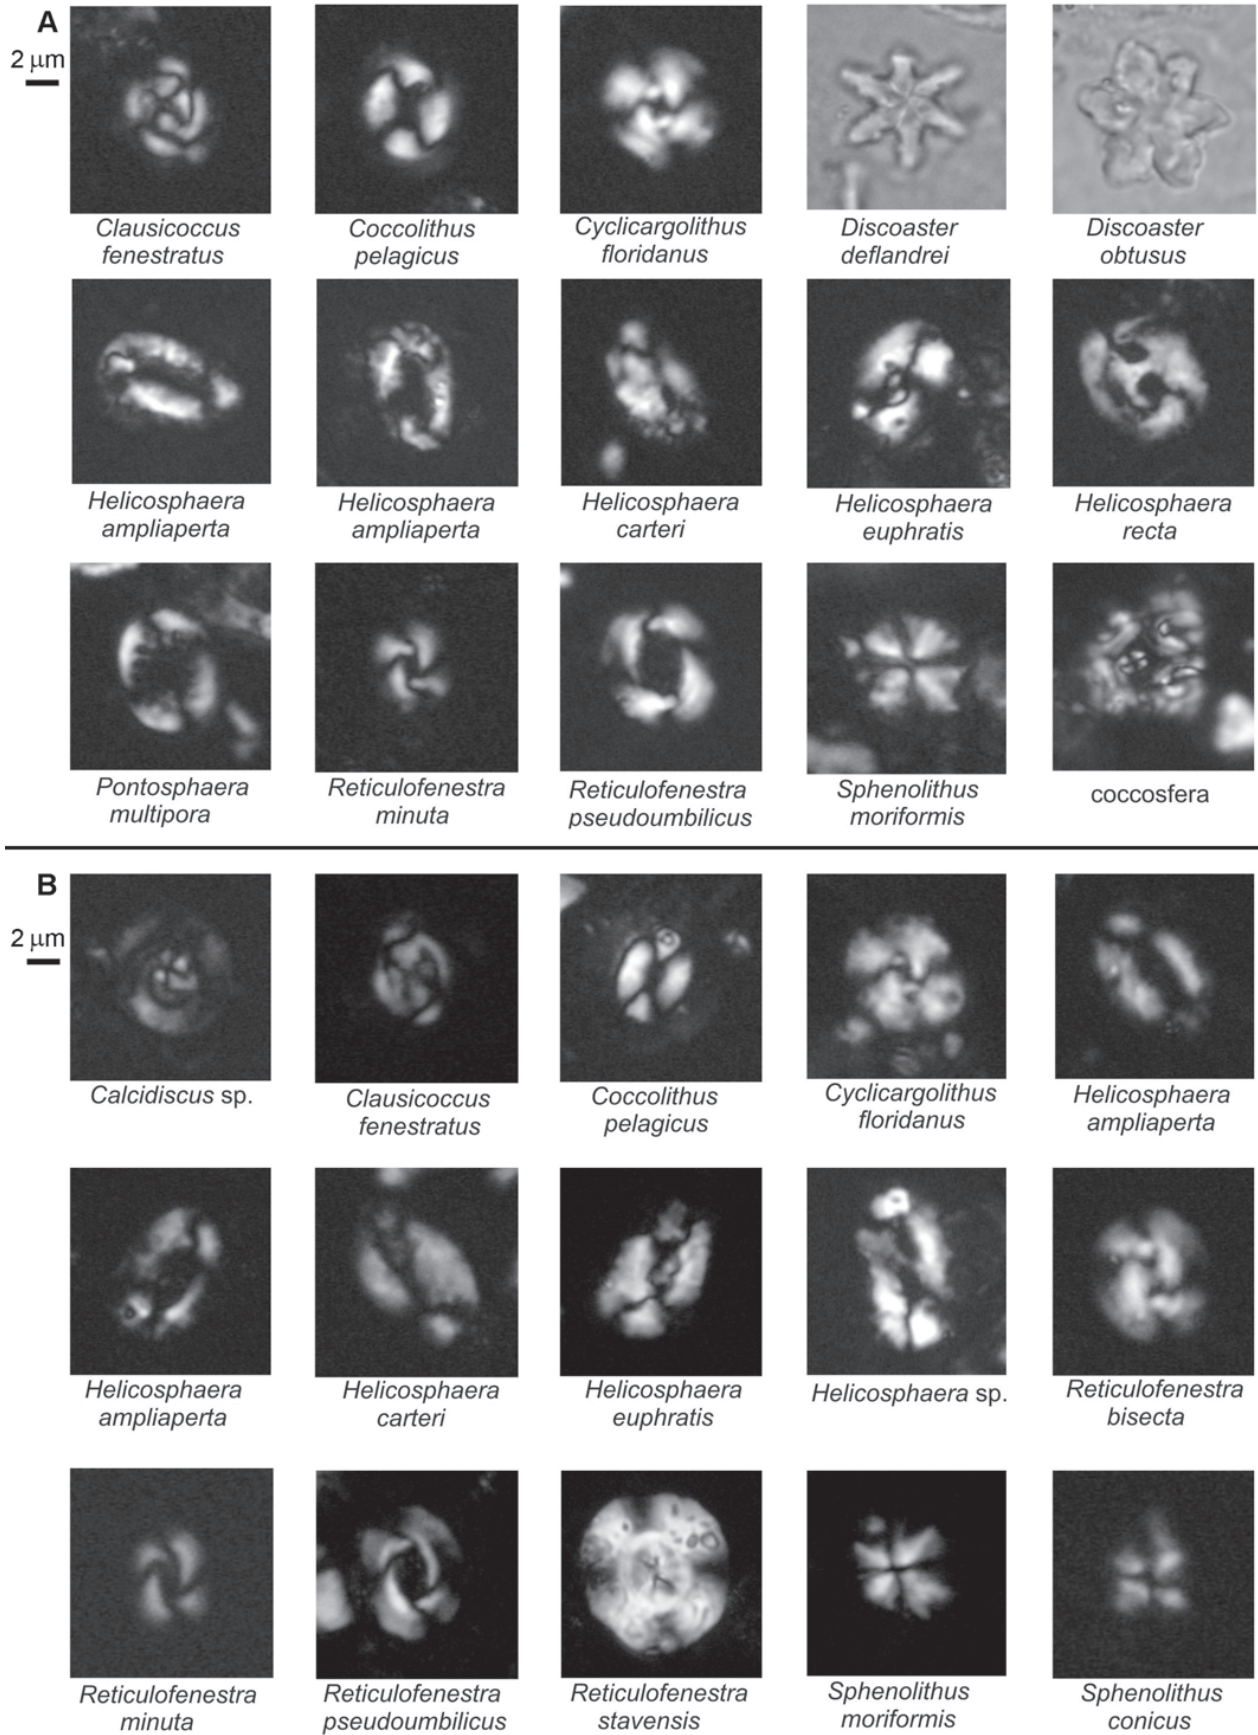 A
2 μm
Clausicoccus
fenestratus
Coccolithus
pelagicus
Cyclicargolithus
floridanus
Discoaster
deflandrei
Discoaster
obtusus
Helicosphaera
ampliaperta
Helicosphaera
ampliaperta
Helicosphaera
carteri
Helicosphaera
euphratis
Helicosphaera
recta
Pontosphaera
multipora
Reticulofenestra
minuta
Reticulofenestra
pseudoumbilicus
Sphenolithus
moriformis
coccosfera
B
2 μm
Calcidiscus sp.
Clausicoccus
fenestratus
Coccolithus
pelagicus
Cyclicargolithus
floridanus
Helicosphaera
ampliaperta
Helicosphaera
ampliaperta
Helicosphaera
carteri
Helicosphaera
euphratis
Helicosphaera sp.
Reticulofenestra
bisecta
Reticulofenestra
minuta
Reticulofenestra
pseudoumbilicus
Reticulofenestra
stavensis
Sphenolithus
moriformis
Sphenolithus
conicus